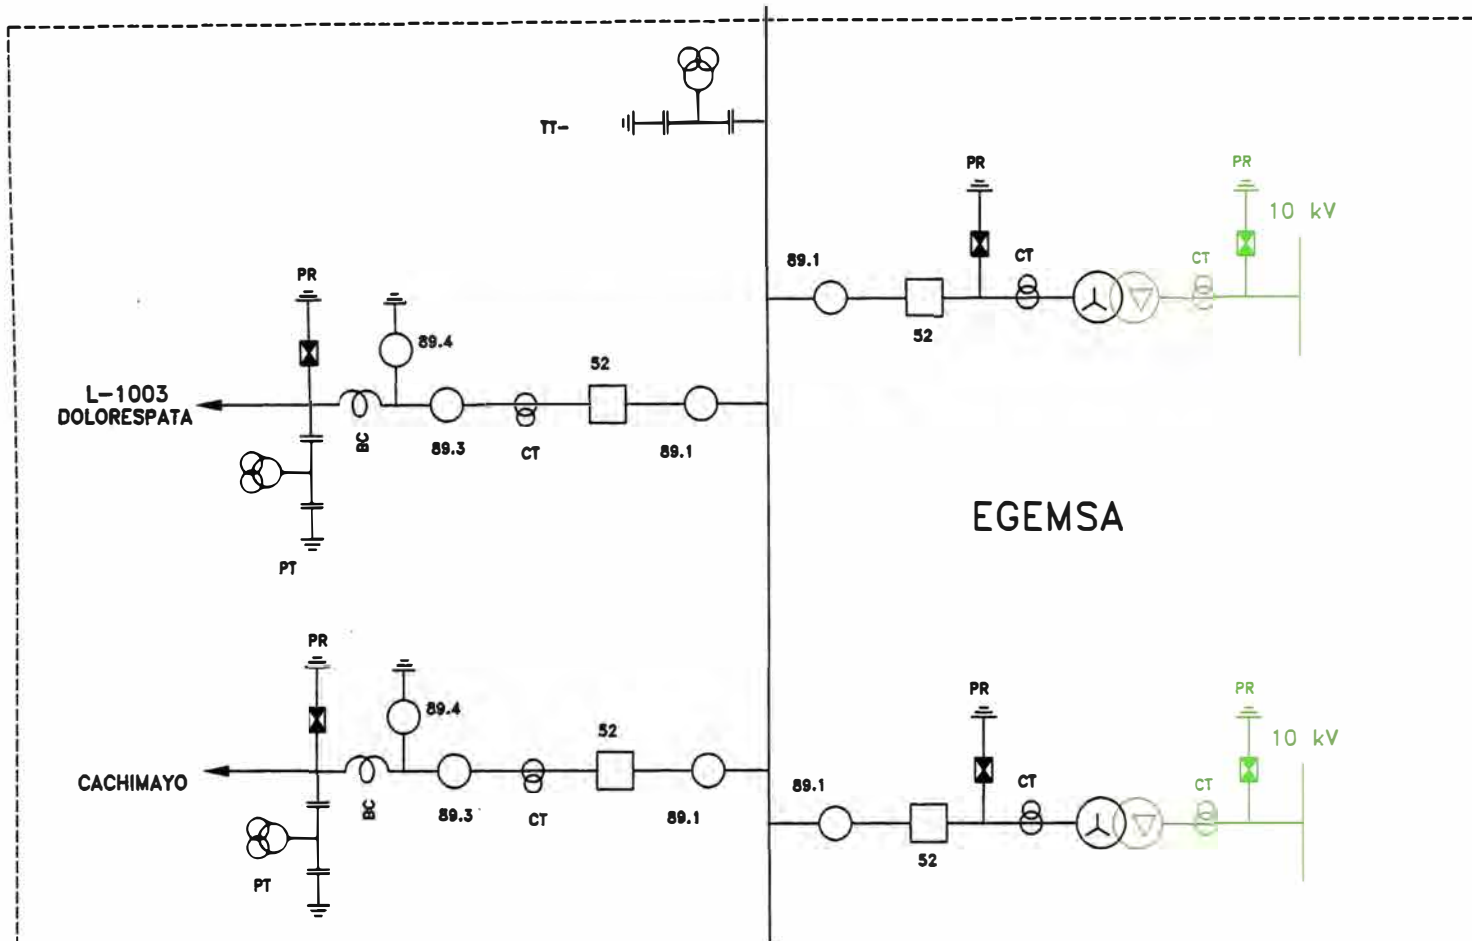 TT-
PR
PR
10 kV
89.1
CT
CT
52
PR
89.4
52
L-1003
DOLORESPATA
BC
89.3
CT
89.1
PT
EGEMSA
PR
89.4
52
CACHIMAYO
BC
89.3
CT
89.1
PT
PR
PR
10 kV
89.1
CT
CT
52